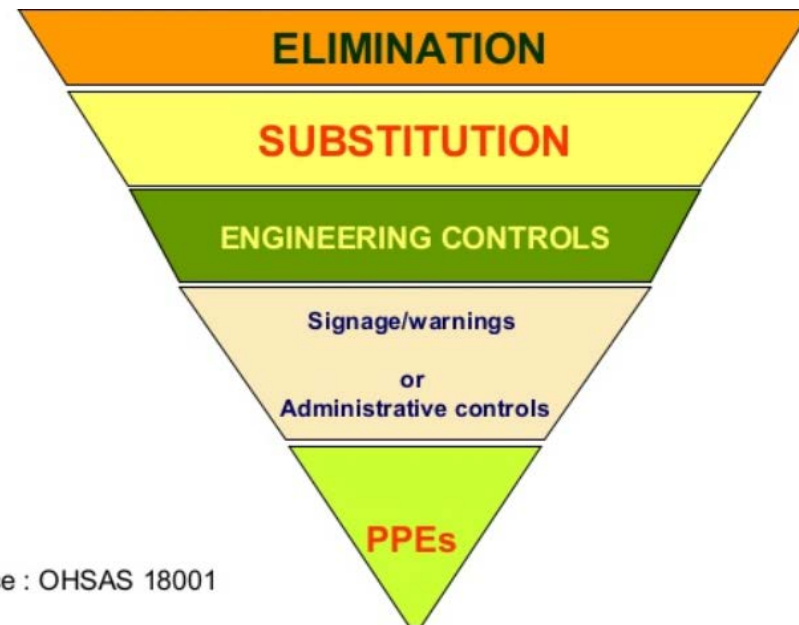 ELIMINATION
SUBSTITUTION
ENGINEERING CONTROLS
Signage/warnings
or
Administrative controls
PPEs
: OHSAS 18001